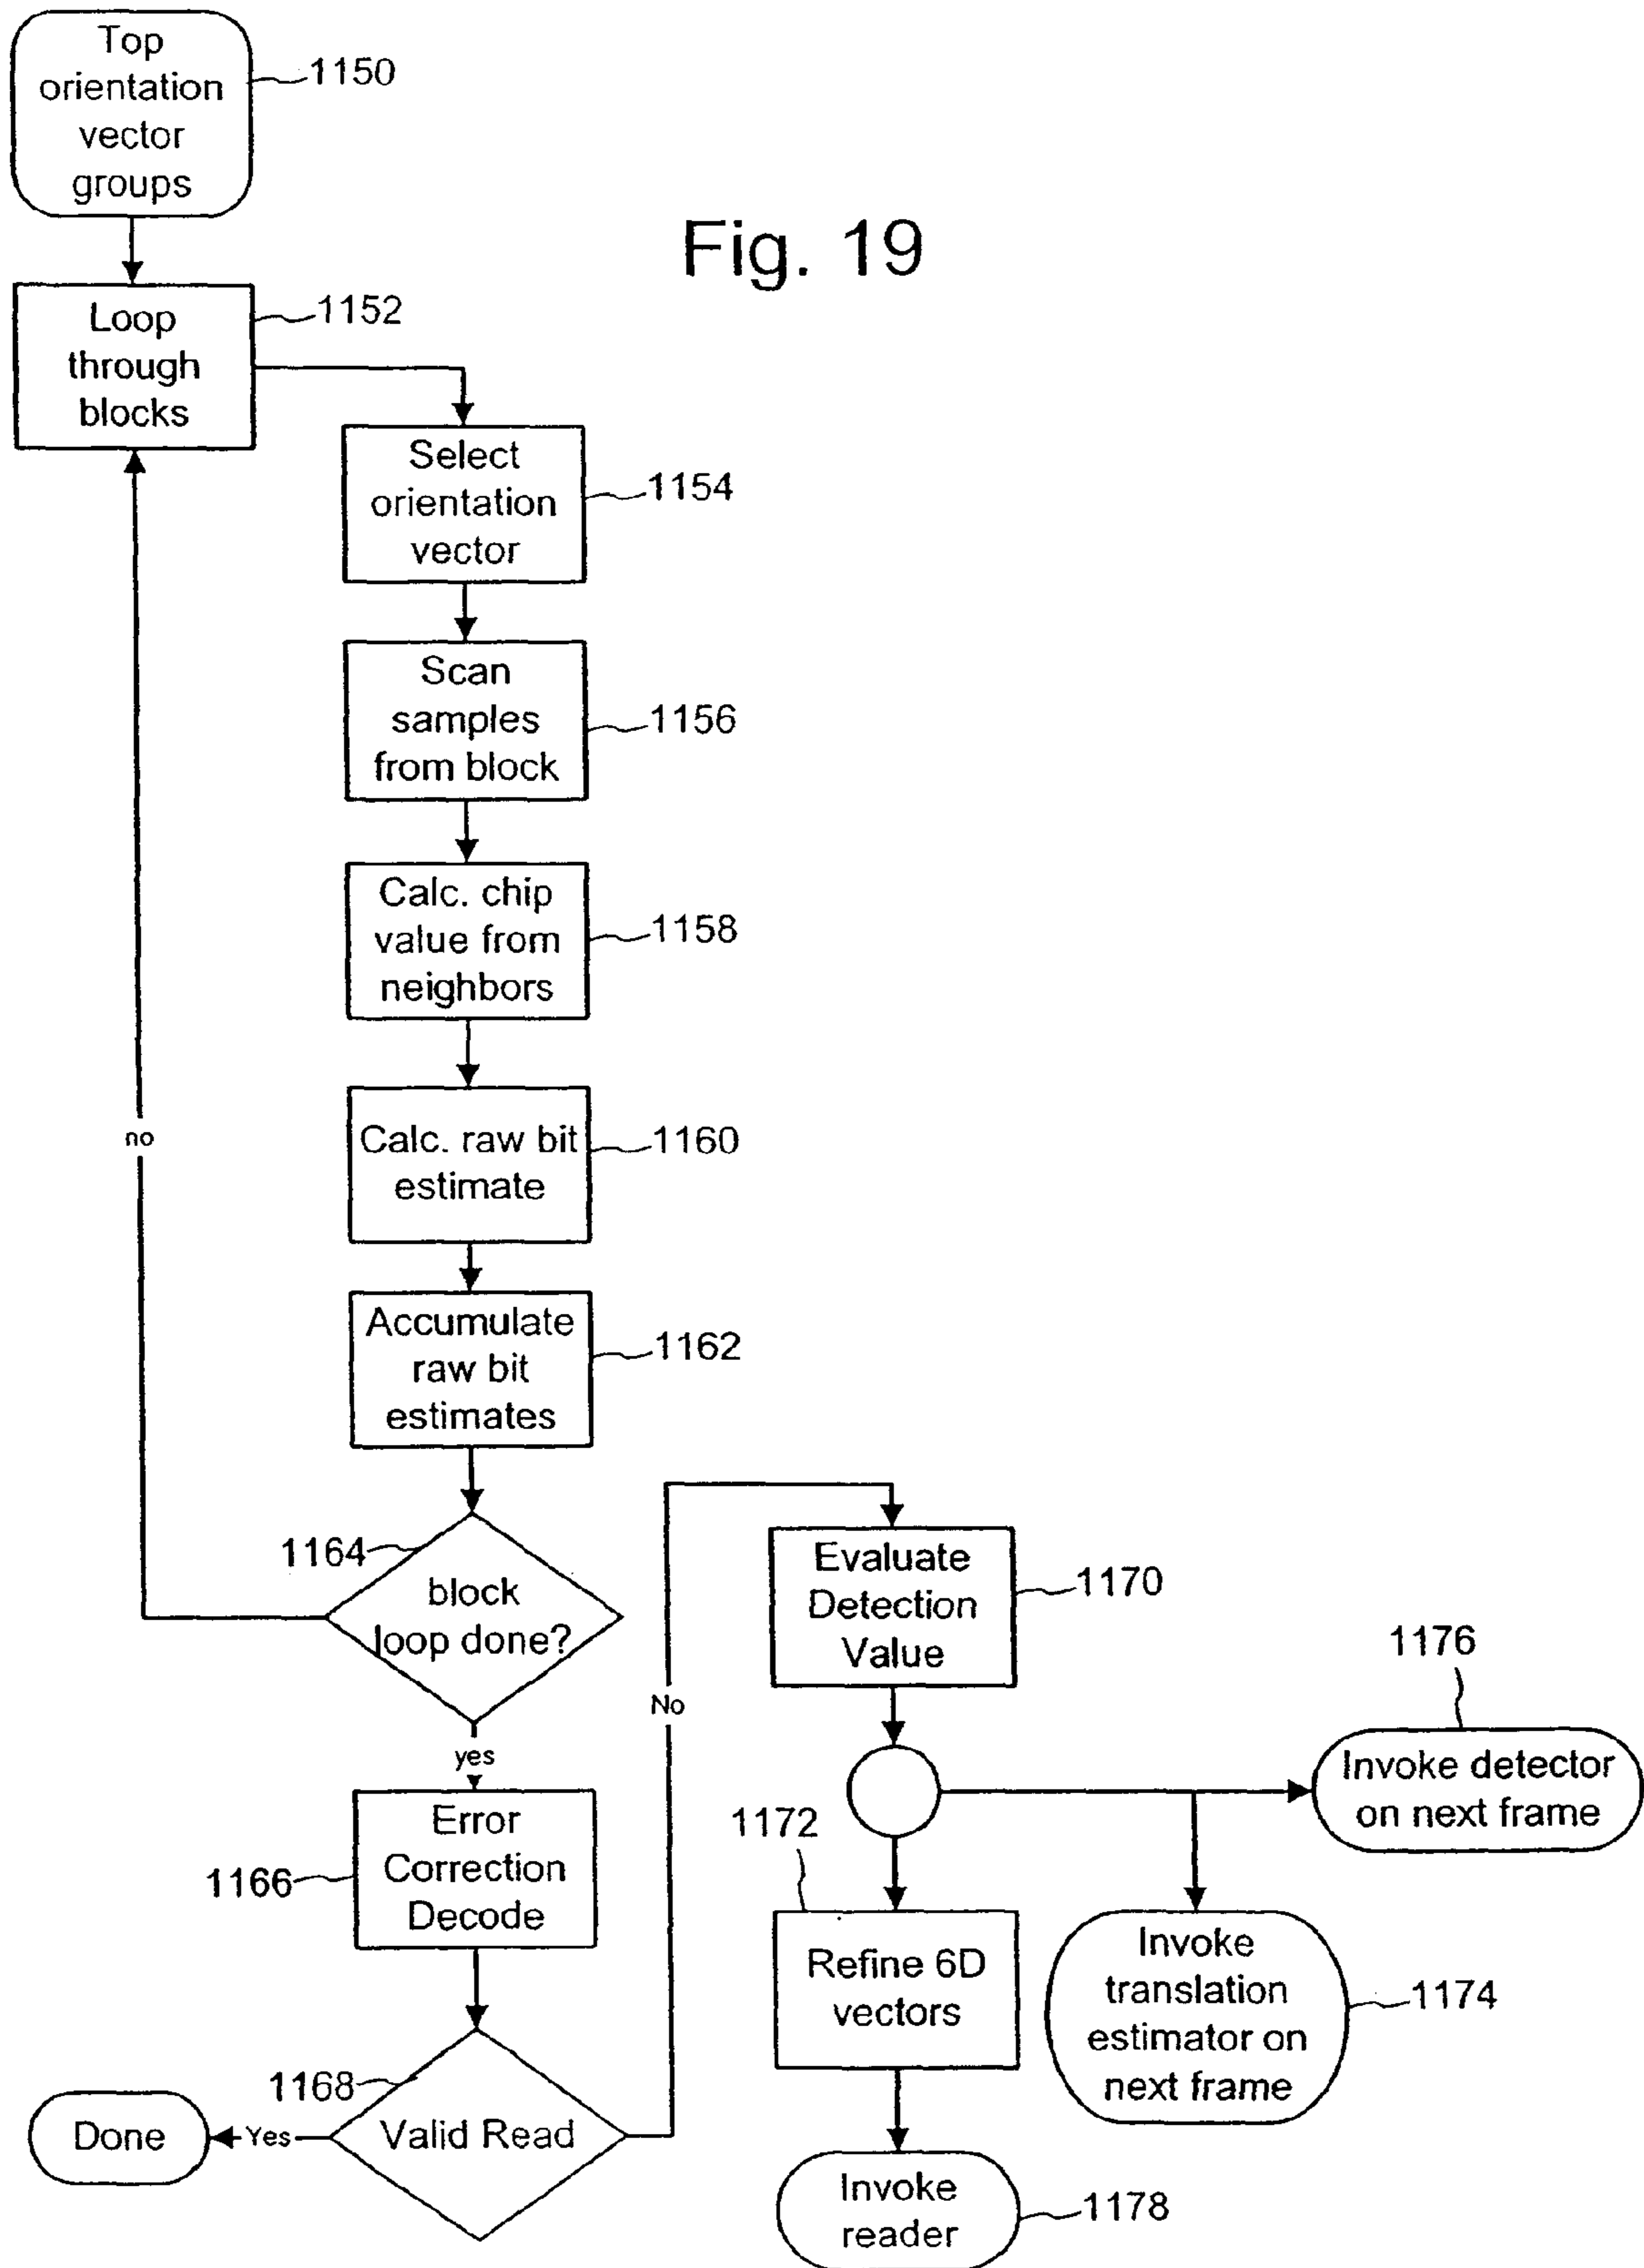 Top
orientation
vector
groups
1150
Fig. 19
Loop
through
blocks
1152
Select
orientation
vector
1154
Scan
samples
from block
1156
Calc. chip
value from
neighbors
1158
no
Calc. raw bit
estimate
1160
Accumulate
raw bit
estimates
1162
1164
block
loop done?
yes
Error
Correction
Decode
1166
1168
Valid Read
Yes
Done
No
Evaluate
Detection
Value
1170
1176
Invoke detector
on next frame
1172
Refine 6D
vectors
Invoke
translation
estimator on
next frame
1174
Invoke
reader
1178